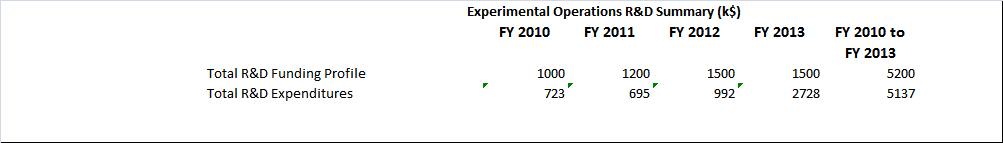 Experimental Operations R&D Summary (k$)
FY 2010 FY 2011 FY 2012 FY 2013 FY 2010 to
FY 2013
Total R&D Funding Profile 1000 1200 1500 1500 5200
Total R&D Expenditures 723 695 992 2728 5137